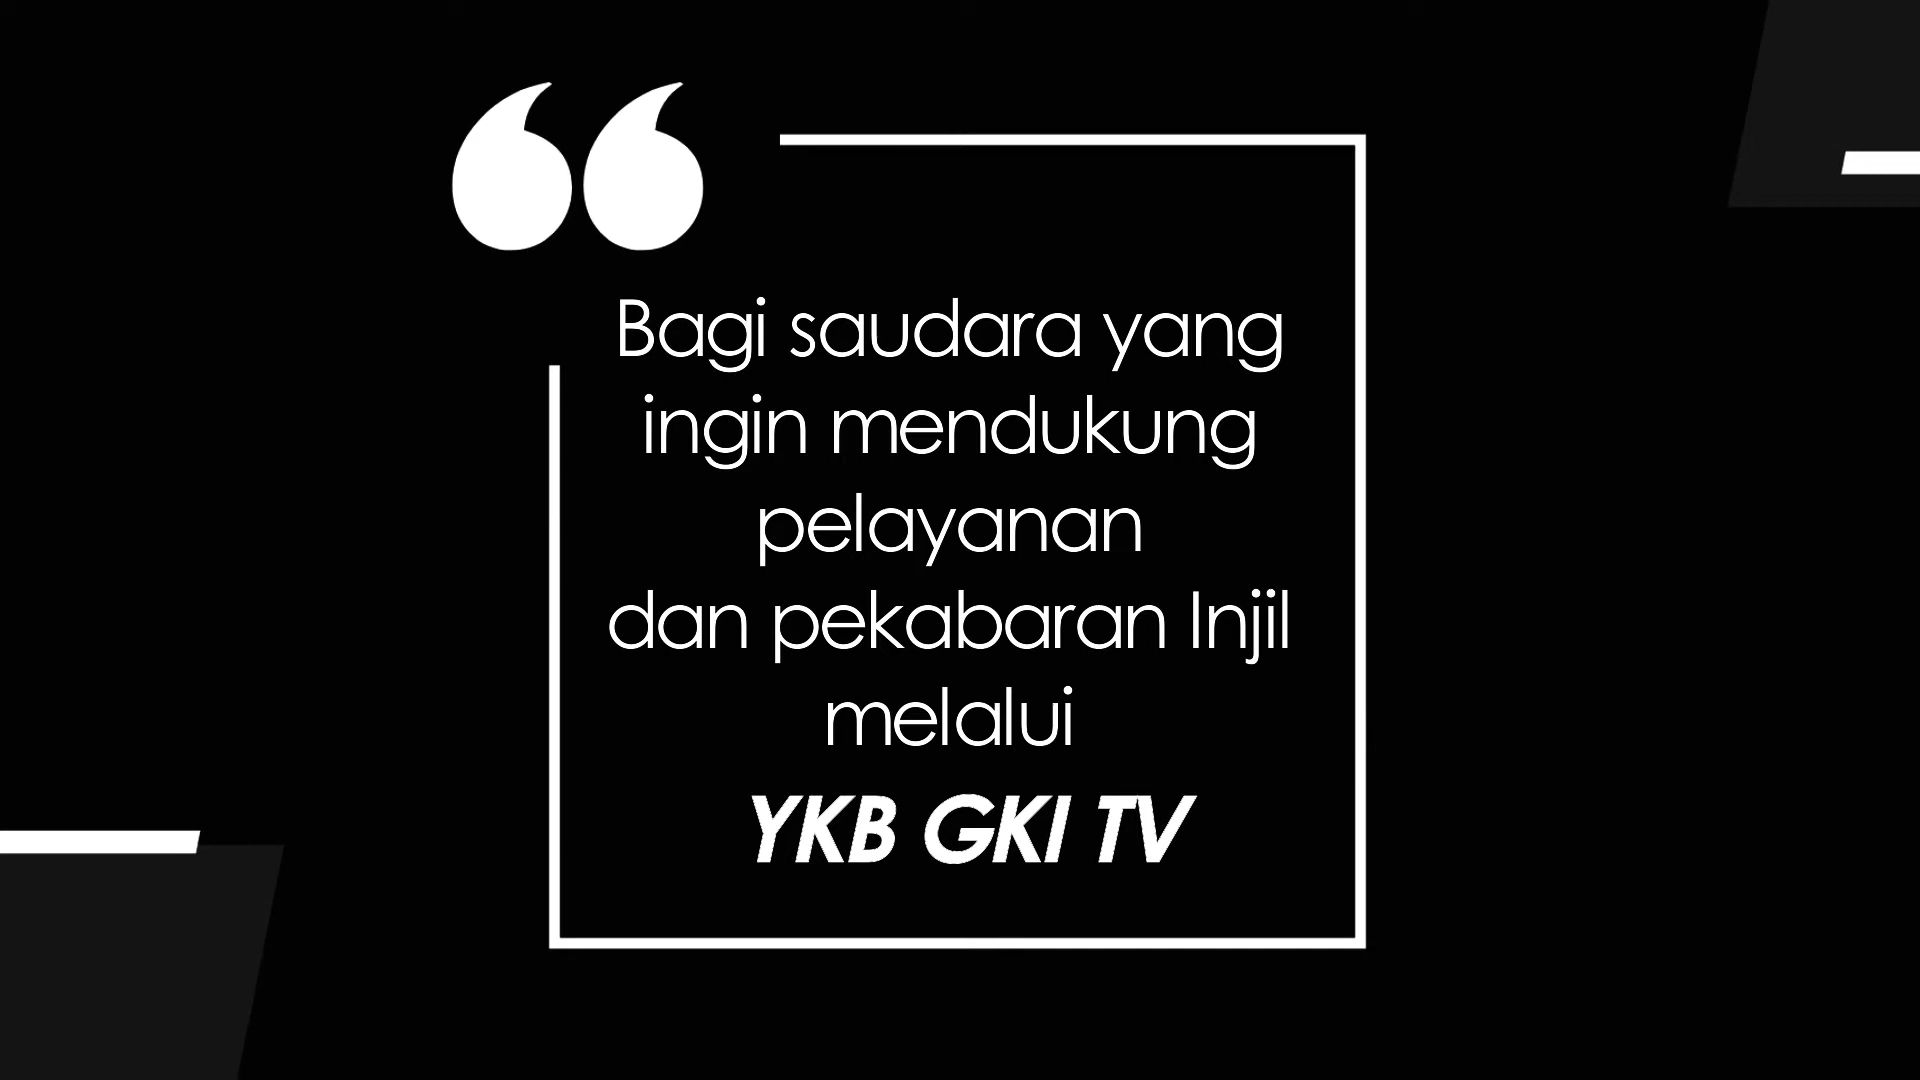 Bagi saudara yang
ingin mendukung
pelayanan
dan pekabaran Injil
melalui
YKB GKI TV